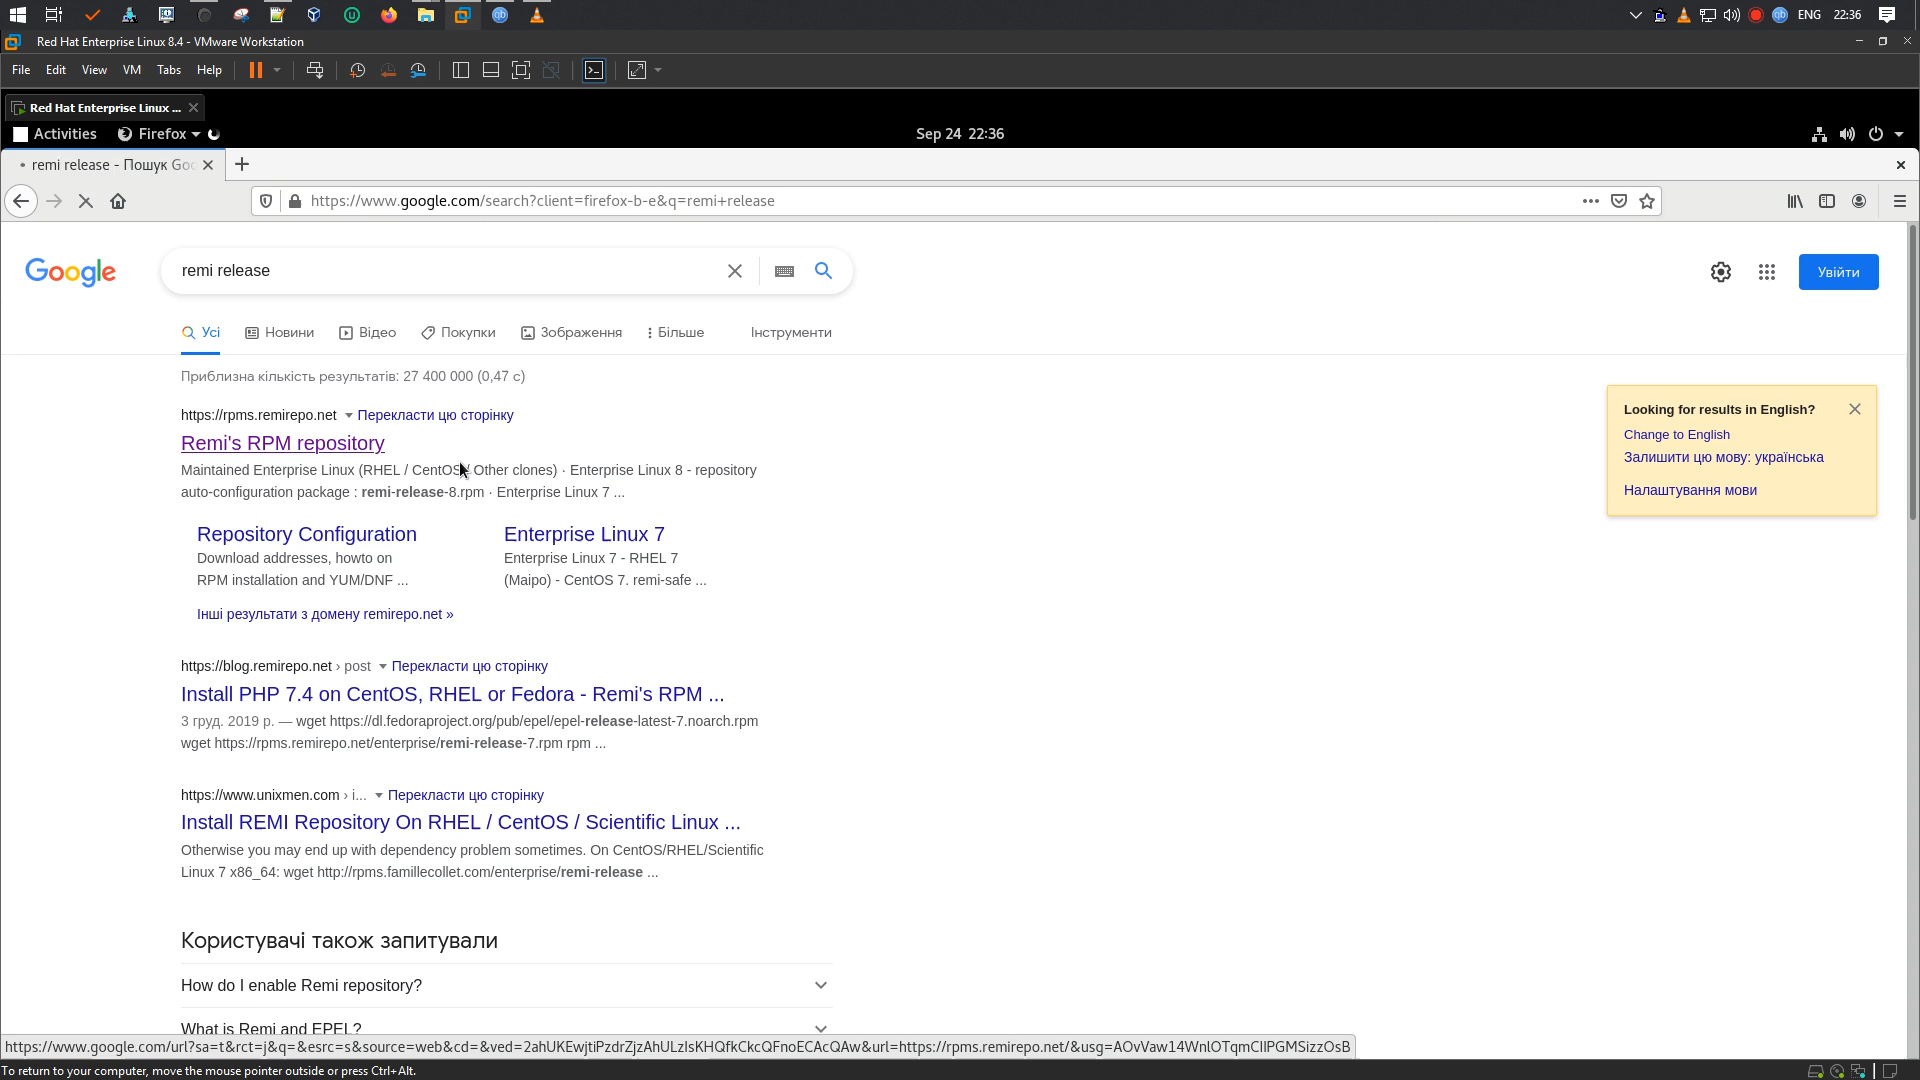 ENG 22:36
Red Hat Enterprise Linux 8.4 - VMware Workstation
File Edit View VM Tabs Help
Red Hat Enterprise Linux ...
Activities Firefox Sep 24 22:36
remi release - Пошук Goo
https://www.google.com/search?client=firefox-b-e&q=remi+release
Google remi release Увійти
Усі Новини Відео Покупки Зображення Більше Інструменти
Приблизна кількість результатів: 27 400 000 (0,47 с)
https://rpms.remirepo.net Перекласти цю сторінку
Remi's RPM repository
Maintained Enterprise Linux (RHEL / CentOS / Other clones) · Enterprise Linux 8 - repository
auto-configuration package : remi-release-8.rpm · Enterprise Linux 7 ...
Repository Configuration
Download addresses, howto on
RPM installation and YUM/DNF ...
Enterprise Linux 7
Enterprise Linux 7 - RHEL 7
(Maipo) - CentOS 7. remi-safe ...
Інші результати з домену remirepo.net »
https://blog.remirepo.net › post Перекласти цю сторінку
Install PHP 7.4 on CentOS, RHEL or Fedora - Remi's RPM ...
3 груд. 2019 р. — wget https://dl.fedoraproject.org/pub/epel/epel-release-latest-7.noarch.rpm
wget https://rpms.remirepo.net/enterprise/remi-release-7.rpm rpm ...
https://www.unixmen.com › i... Перекласти цю сторінку
Install REMI Repository On RHEL / CentOS / Scientific Linux ...
Otherwise you may end up with dependency problem sometimes. On CentOS/RHEL/Scientific
Linux 7 x86_64: wget http://rpms.famillecollet.com/enterprise/remi-release ...
Користувачі також запитували
How do I enable Remi repository?
What is Remi and EPEL?
Looking for results in English?
Change to English
Залишити цю мову: українська
Налаштування мови
https://www.google.com/url?sa=t&rct=j&q=&esrc=s&source=web&cd=&ved=2ahUKEwjtiPzdrZjzAhULzIsKHQfkCkcQFnoECAcQAw&url=https://rpms.remirepo.net/&usg=AOvVaw14WnlOTqmCIIPGMSizzOsB
To return to your computer, move the mouse pointer outside or press Ctrl+Alt.